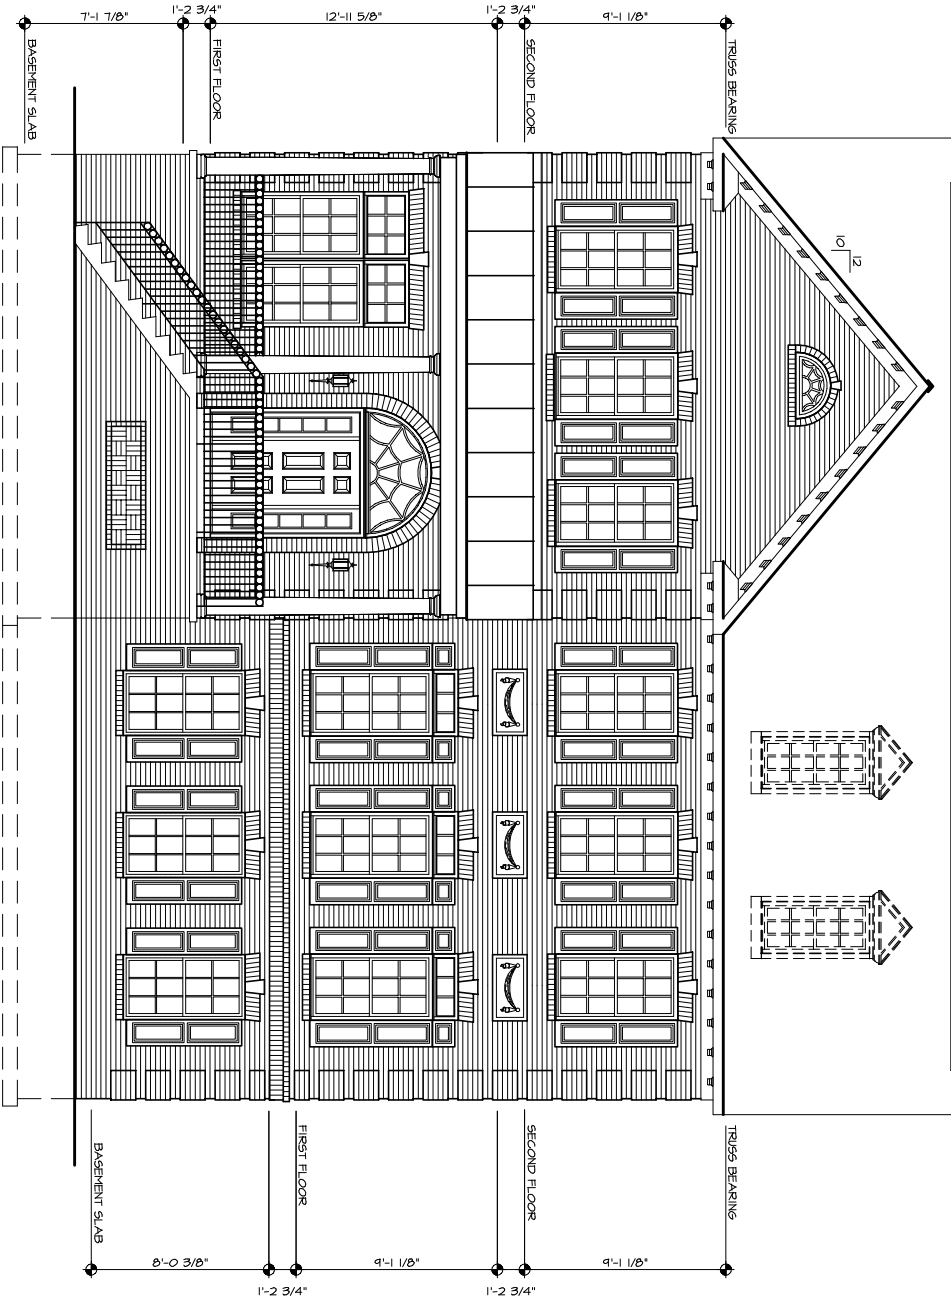 7'-1 7/8"
1'-2 3/4"
12'-11 5/8"
1'-2 3/4"
9'-1 1/8"
BASEMENT SLAB
FIRST FLOOR
SECOND FLOOR
TRUSS BEARING
12
10
BASEMENT SLAB
FIRST FLOOR
SECOND FLOOR
TRUSS BEARING
8'-0 3/8"
1'-2 3/4"
9'-1 1/8"
1'-2 3/4"
9'-1 1/8"